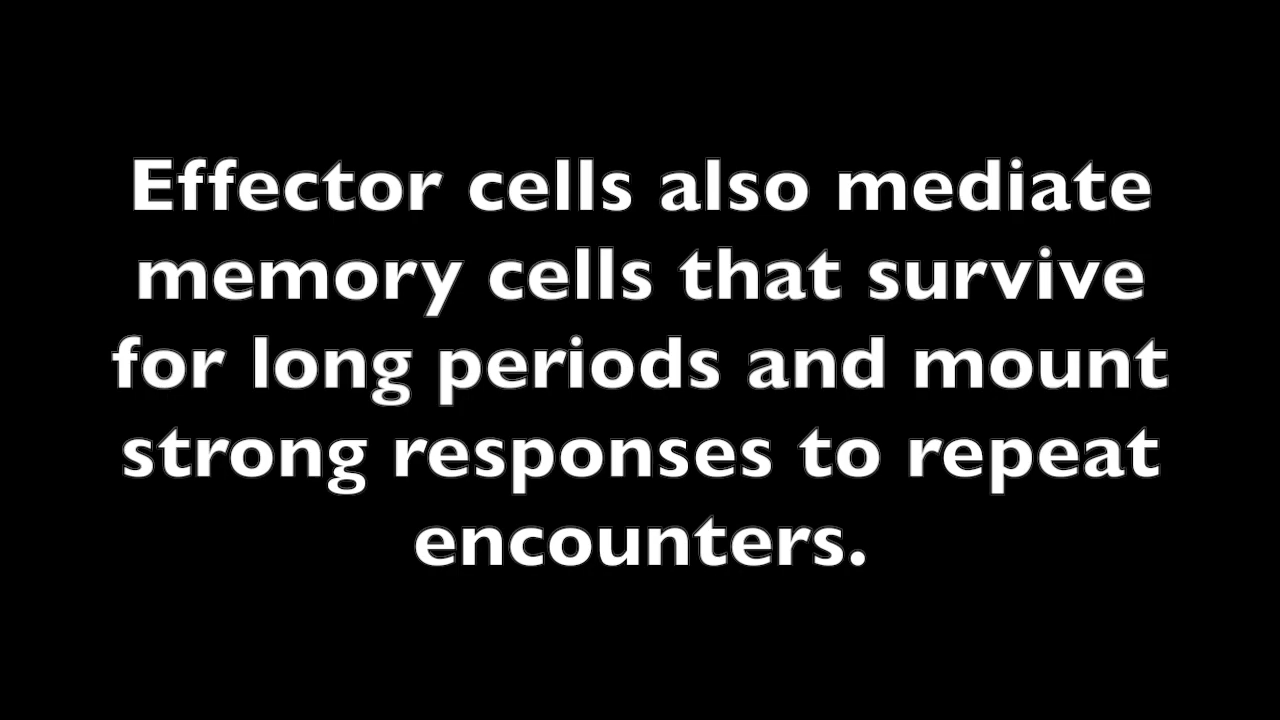 Effector cells also mediate
memory cells that survive
for long periods and mount
strong responses to repeat
encounters.